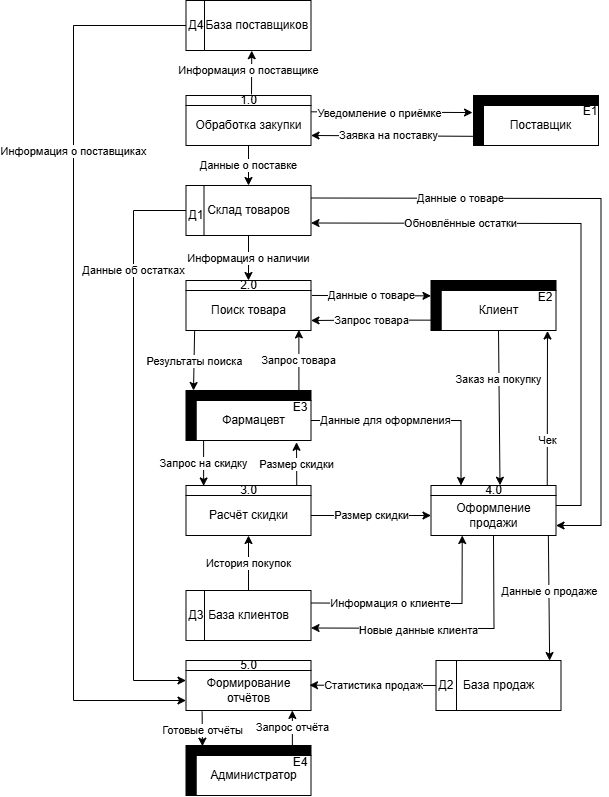 Д4 База поставщиков
Информация о поставщике
1.0
Обработка закупки
Уведомление о приёмке
Заявка на поставку
E1
Поставщик
Информация о поставщиках
Данные о поставке
Д1 Склад товаров
Данные о товаре
Обновлённые остатки
Информация о наличии
Данные об остатках
2.0
Поиск товара
Данные о товаре
Запрос товара
E2
Клиент
Результаты поиска
Запрос товара
Заказ на покупку
E3
Фармацевт
Данные для оформления
Чек
Запрос на скидку
Размер скидки
3.0
Расчёт скидки
Размер скидки
4.0
Оформление
продажи
История покупок
Данные о продаже
Д3 База клиентов
Информация о клиенте
Новые данные клиента
5.0
Формирование
отчётов
Статистика продаж
Д2 База продаж
Готовые отчёты
Запрос отчёта
E4
Администратор